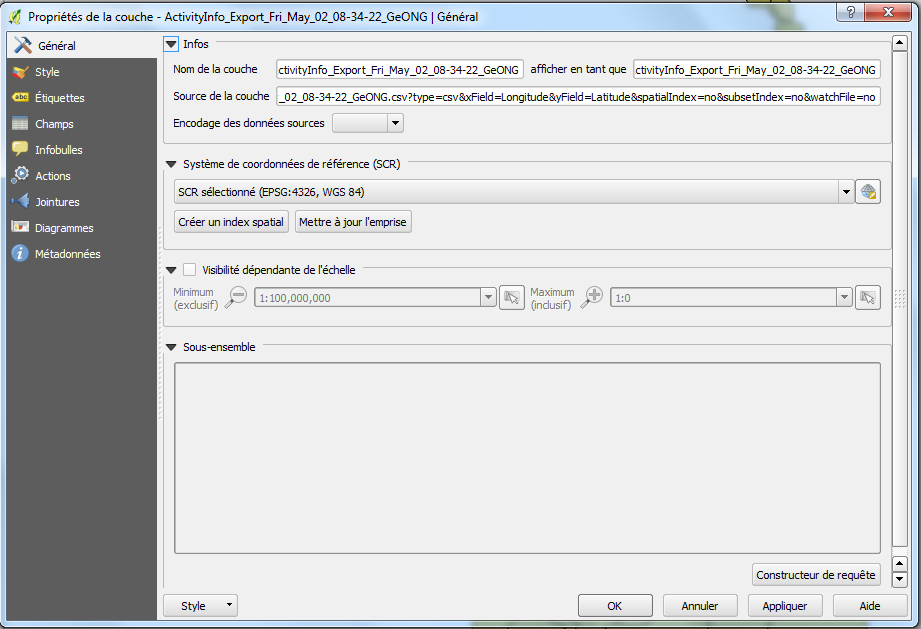 Propriétés de la couche - ActivityInfo_Export_Fri_May_02_08-34-22_GeONG | Général
?
Général
Style
abc
Étiquettes
Champs
Infobulles
Actions
Jointures
Diagrammes
Métadonnées
Infos
Nom de la couche
ctivityInfo_Export_Fri_May_02_08-34-22_GeONG
afficher en tant que
ctivityInfo_Export_Fri_May_02_08-34-22_GeONG
Source de la couche
_02_08-34-22_GeONG.csv?type=csv&xField=Longitude&yField=Latitude&spatialIndex=no&subsetIndex=no&watchFile=no
Encodage des données sources
Système de coordonnées de référence (SCR)
SCR sélectionné (EPSG:4326, WGS 84)
Créer un index spatial
Mettre à jour l'emprise
Visibilité dépendante de l'échelle
Minimum
(exclusif)
1:100,000,000
Maximum
(inclusif)
1:0
Sous-ensemble
Constructeur de requête
Style
OK
Annuler
Appliquer
Aide